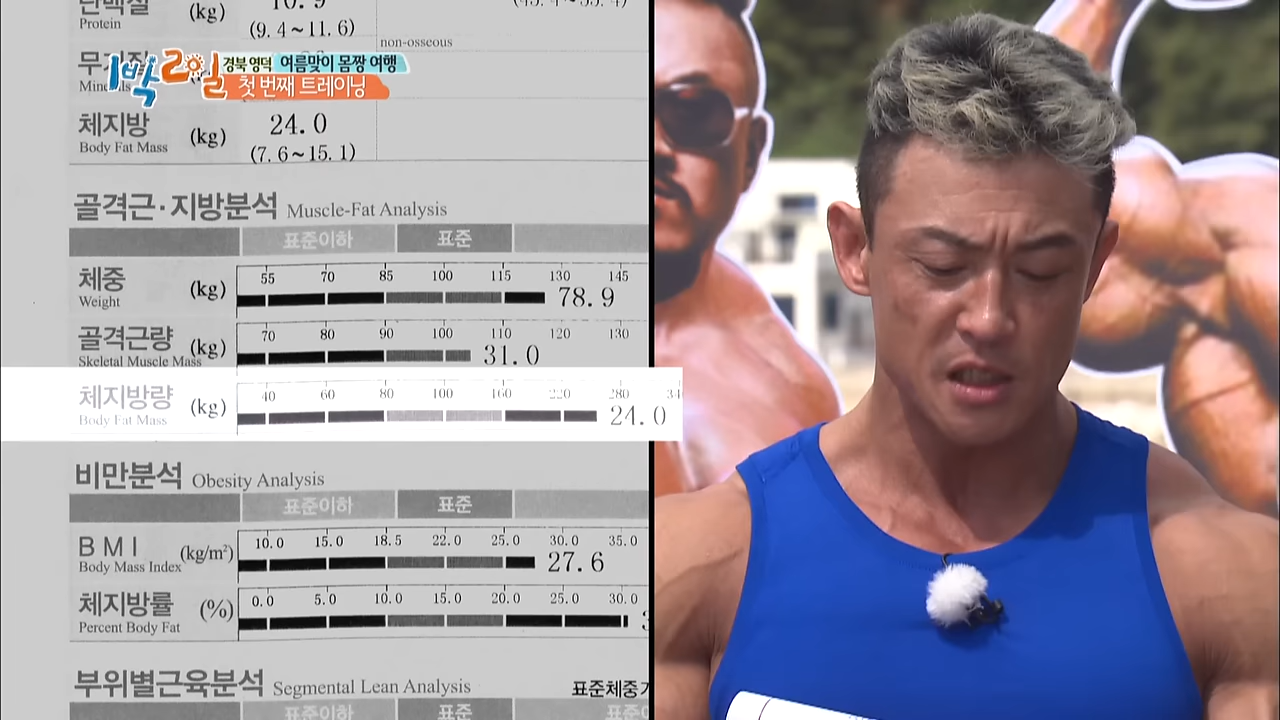 단백질 (kg) 10.9
Protein (9.4~11.6)
non-osseous
1박2일 경북 영덕 여름맞이 몸짱 여행
첫 번째 트레이닝
체지방 (kg) 24.0
Body Fat Mass (7.6~15.1)
골격근·지방분석 Muscle-Fat Analysis
표준이하 표준
체중 (kg) 55 70 85 100 115 130 145
Weight 78.9
골격근량 (kg) 70 80 90 100 110 120 130
Skeletal Muscle Mass 31.0
체지방량 (kg) 40 60 80 100 160 220 280 34
Body Fat Mass 24.0
비만분석 Obesity Analysis
표준이하 표준
BMI (kg/m²) 10.0 15.0 18.5 22.0 25.0 30.0 35.0
Body Mass Index 27.6
체지방률 (%) 0.0 5.0 10.0 15.0 20.0 25.0 30.0
Percent Body Fat
부위별근육분석 Segmental Lean Analysis 표준체중
표준이하 표준